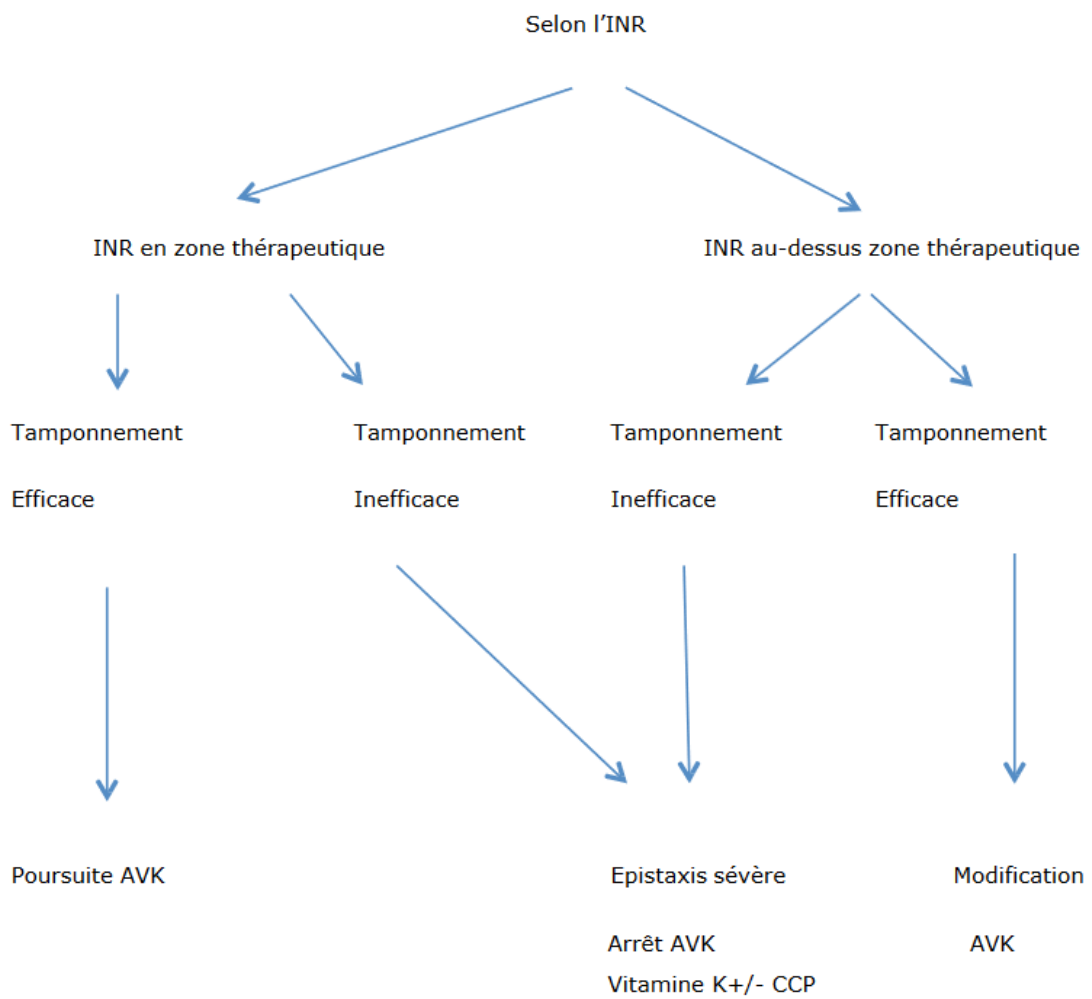 Selon l'INR
INR en zone thérapeutique
INR au-dessus zone thérapeutique
Tamponnement
Efficace
Tamponnement
Inefficace
Tamponnement
Inefficace
Tamponnement
Efficace
Poursuite AVK
Epistaxis sévère
Arrêt AVK
Vitamine K+/- CCP
Modification
AVK